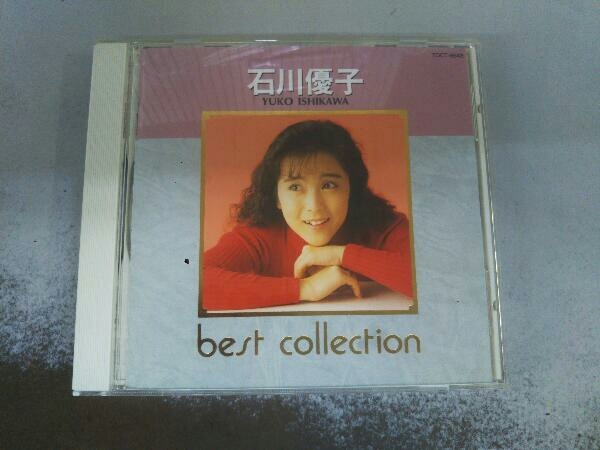 石川優子
YUKO ISHIKAWA
best collection